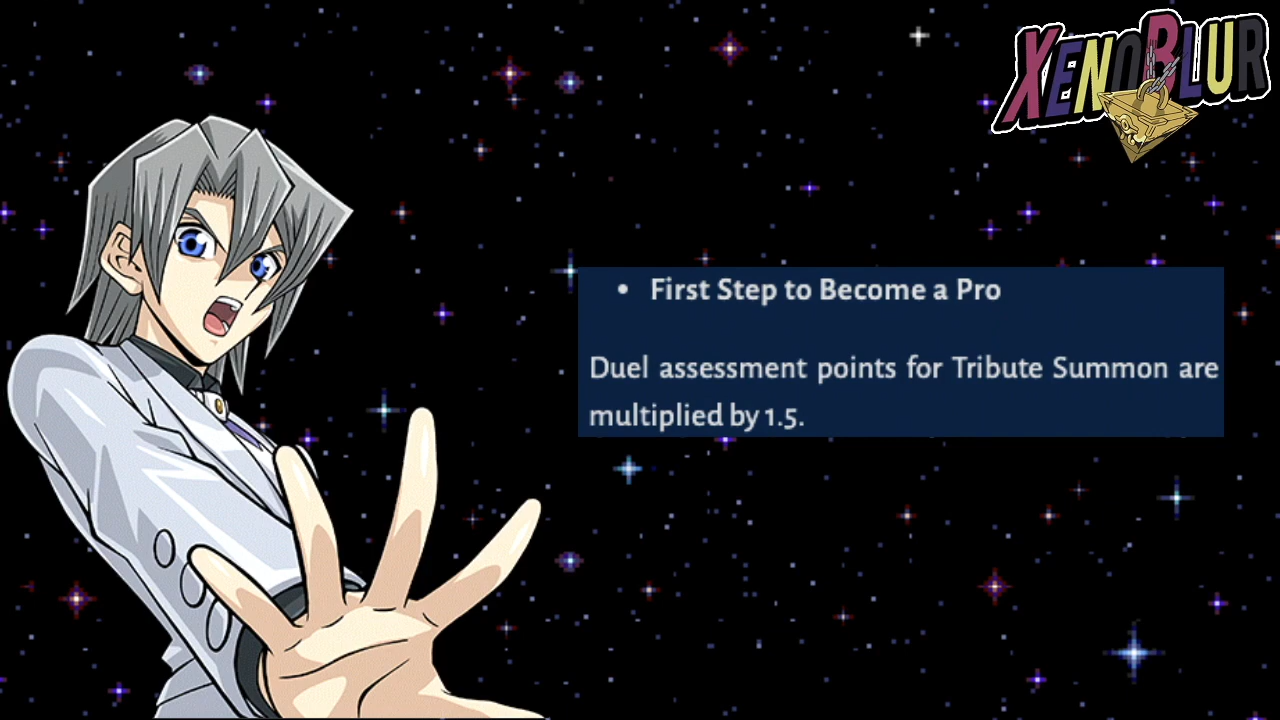 XENOBLUR
• First Step to Become a Pro
Duel assessment points for Tribute Summon are
multiplied by 1.5.